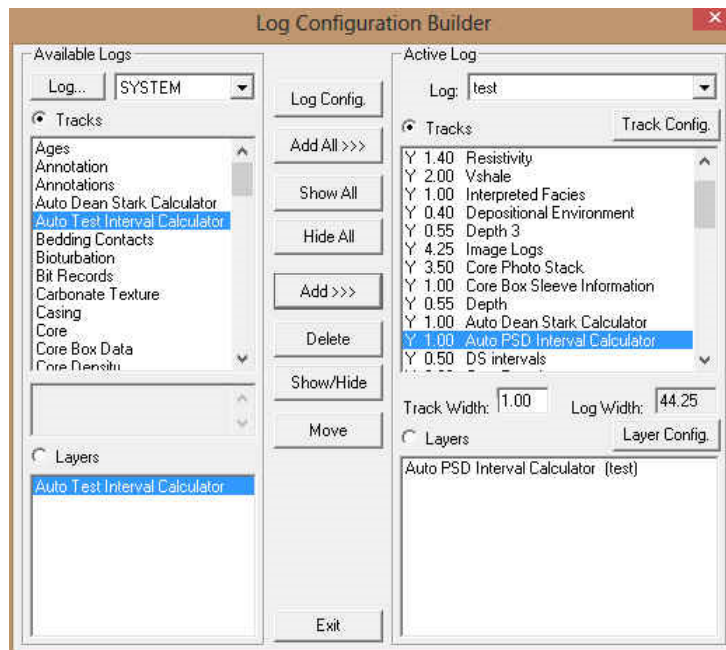 Log Configuration Builder
Available Logs
Log... SYSTEM
Tracks
Ages
Annotation
Annotations
Auto Dean Stark Calculator
Auto Test Interval Calculator
Bedding Contacts
Bioturbation
Bit Records
Carbonate Texture
Casing
Core
Core Box Data
Core Density
Layers
Auto Test Interval Calculator
Log Config.
Add All >>>
Show All
Hide All
Add >>>
Delete
Show/Hide
Move
Exit
Active Log
Log: test
Tracks Track Config.
Y 1.40 Resistivity
Y 2.00 Vshale
Y 1.00 Interpreted Facies
Y 0.40 Depositional Environment
Y 0.55 Depth 3
Y 4.25 Image Logs
Y 3.50 Core Photo Stack
Y 1.00 Core Box Sleeve Information
Y 0.55 Depth
Y 1.00 Auto Dean Stark Calculator
Y 1.00 Auto PSD Interval Calculator
Y 0.50 DS intervals
Track Width: 1.00 Log Width: 44.25
Layers Layer Config.
Auto PSD Interval Calculator (test)